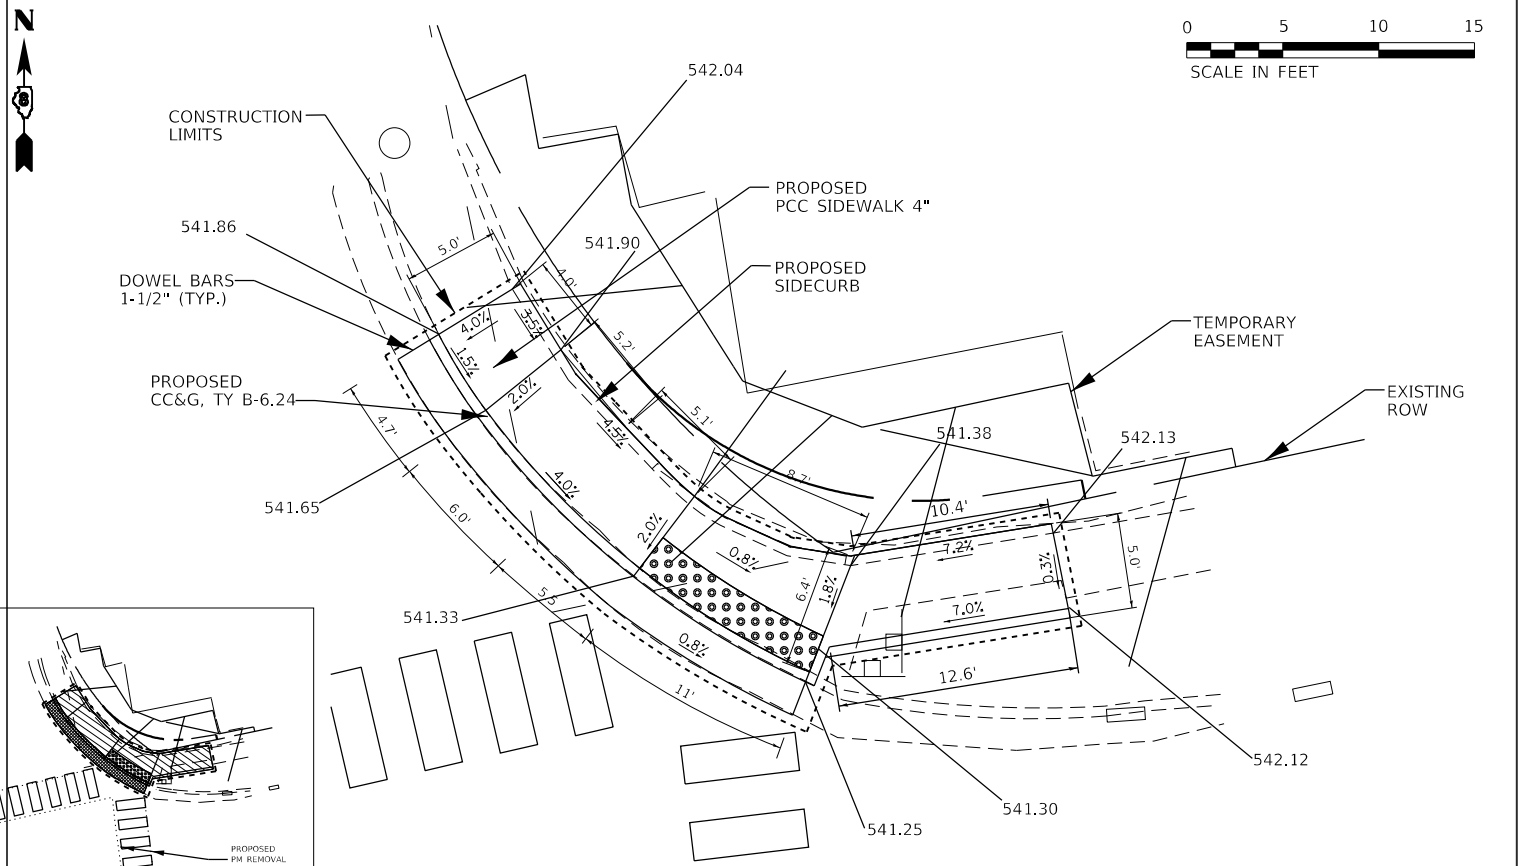 N
8
0 5 10 15
SCALE IN FEET
542.04
CONSTRUCTION
LIMITS
PROPOSED
PCC SIDEWALK 4"
541.86
5.0'
541.90
DOWEL BARS
1-1/2" (TYP.)
4.0'
PROPOSED
SIDECURB
4.0%
3.5%
5.2'
TEMPORARY
EASEMENT
1.5%
PROPOSED
CC&G, TY B-6.24
2.0%
EXISTING
ROW
4.7'
4.5%
5.1'
541.38
542.13
8.7'
4.0%
541.65
6.0'
2.0%
10.4'
0.8%
7.2%
5.0'
0.3%
6.4'
1.8%
5.5'
7.0%
541.33
0.8%
12.6'
11'
542.12
541.30
541.25
PROPOSED
PM REMOVAL